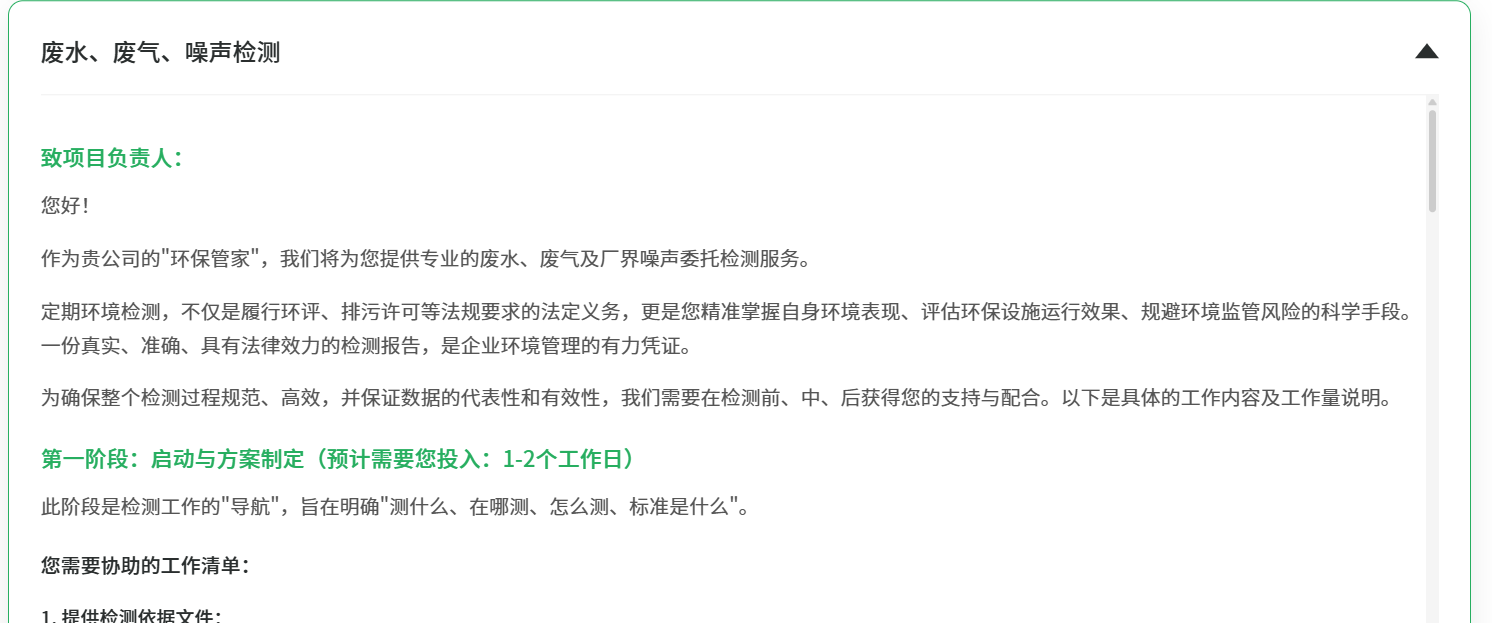 废水、废气、噪声检测
致项目负责人：
您好！
作为贵公司的"环保管家"，我们将为您提供专业的废水、废气及厂界噪声委托检测服务。
定期环境检测，不仅是履行环评、排污许可等法规要求的法定义务，更是您精准掌握自身环境表现、评估环保设施运行效果、规避环境监管风险的科学手段。
一份真实、准确、具有法律效力的检测报告，是企业环境管理的有力凭证。
为确保整个检测过程规范、高效，并保证数据的代表性和有效性，我们需要在检测前、中、后获得您的支持与配合。以下是具体的工作内容及工作量说明。
第一阶段：启动与方案制定（预计需要您投入：1-2个工作日）
此阶段是检测工作的"导航"，旨在明确"测什么、在哪测、怎么测、标准是什么"。
您需要协助的工作清单：
1. 提供检测依据文件：